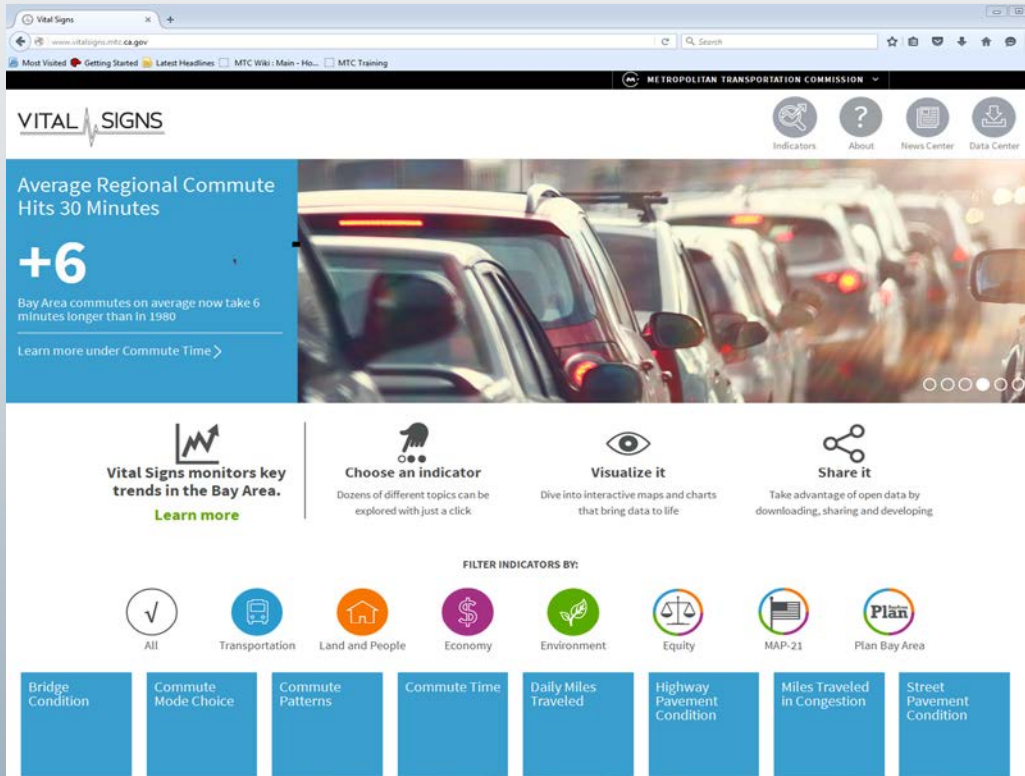 Vital Signs
www.vitalsigns.mtc.ca.gov
Search
Most Visited Getting Started Latest Headlines MTC Wiki : Main - Ho... MTC Training
METROPOLITAN TRANSPORTATION COMMISSION
VITAL SIGNS
Indicators About News Center Data Center
Average Regional Commute
Hits 30 Minutes
+6
Bay Area commutes on average now take 6
minutes longer than in 1980
Learn more under Commute Time
Vital Signs monitors key
trends in the Bay Area.
Learn more
Choose an indicator
Dozens of different topics can be
explored with just a click
Visualize it
Dive into interactive maps and charts
that bring data to life
Share it
Take advantage of open data by
downloading, sharing and developing
FILTER INDICATORS BY:
All Transportation Land and People Economy Environment Equity MAP-21 Plan Bay Area
Plan
Bridge
Condition
Commute
Mode Choice
Commute
Patterns
Commute Time
Daily Miles
Traveled
Highway
Pavement
Condition
Miles Traveled
in Congestion
Street
Pavement
Condition